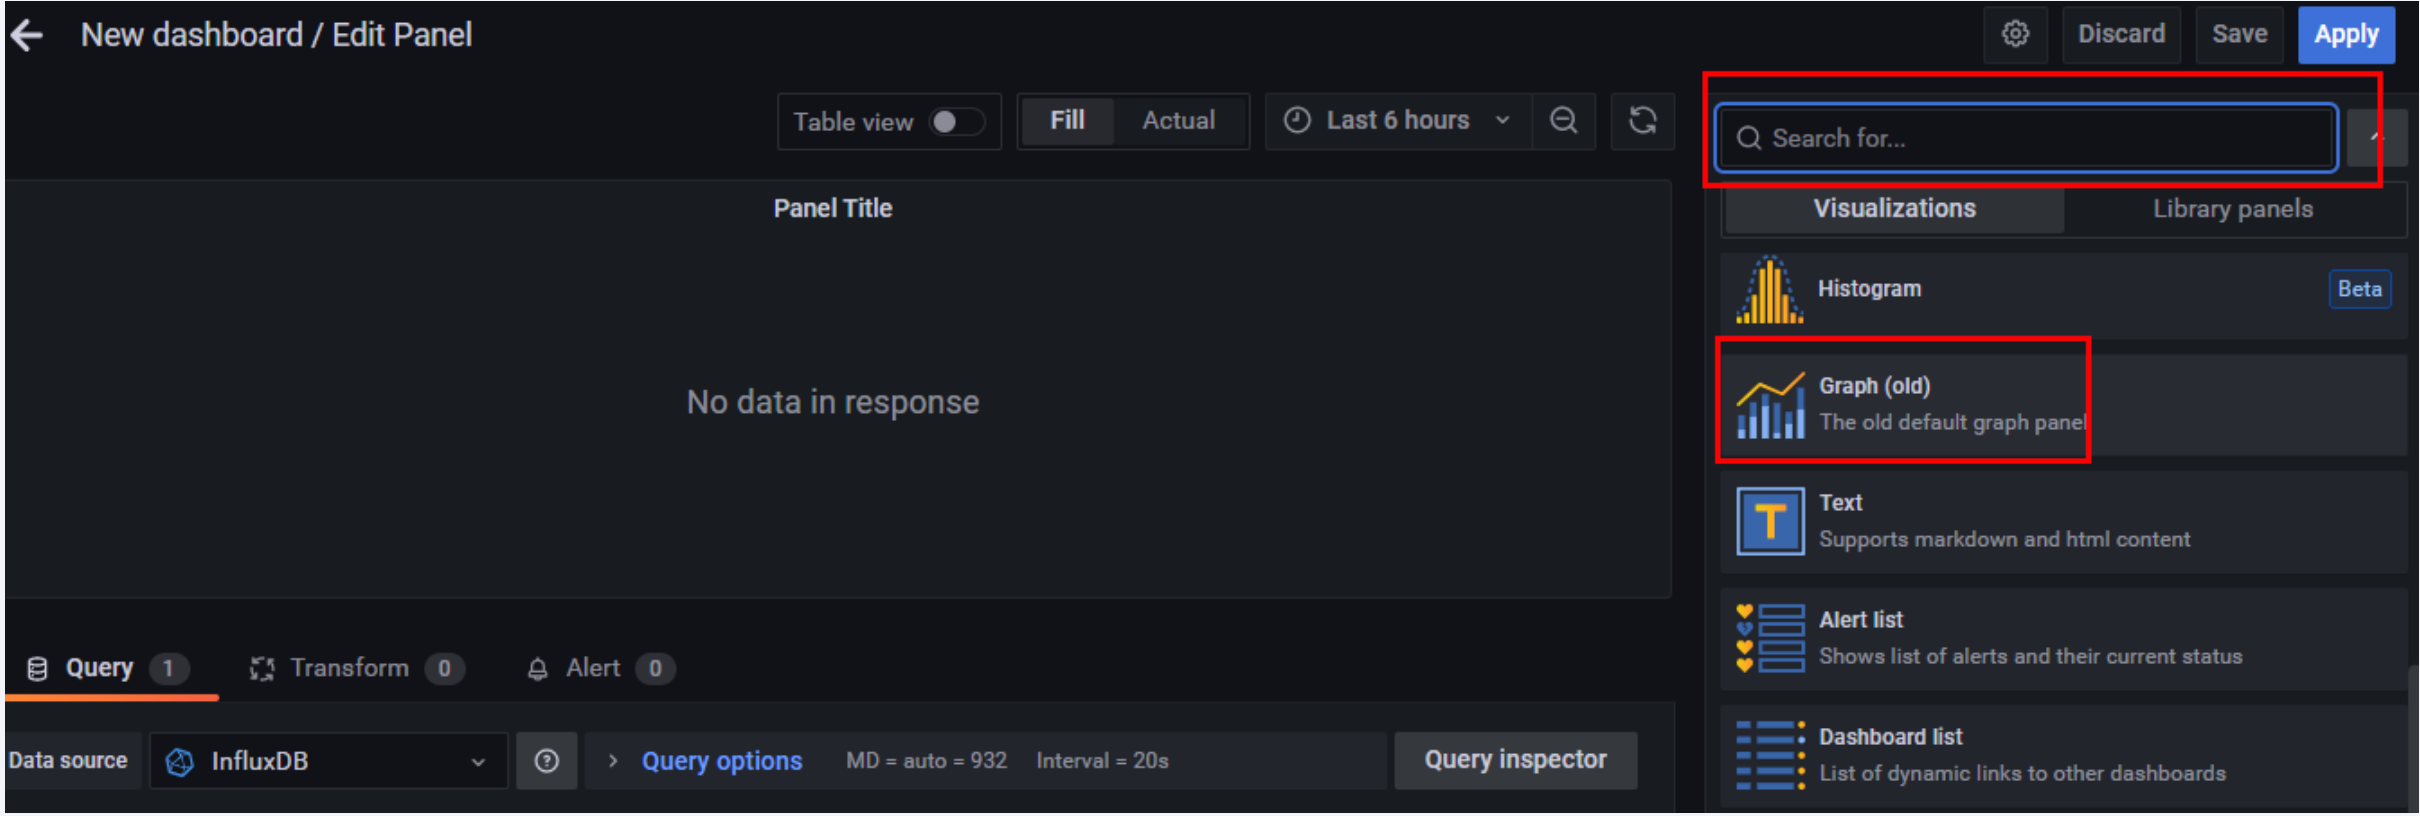 New dashboard / Edit Panel
Discard
Save
Apply
Table view
Fill
Actual
Last 6 hours
Search for...
Panel Title
Visualizations
Library panels
Histogram
Beta
Graph (old)
The old default graph panel
No data in response
Text
Supports markdown and html content
Alert list
Shows list of alerts and their current status
Query 1
Transform 0
Alert 0
Dashboard list
List of dynamic links to other dashboards
Data source
InfluxDB
Query options
MD = auto = 932
Interval = 20s
Query inspector